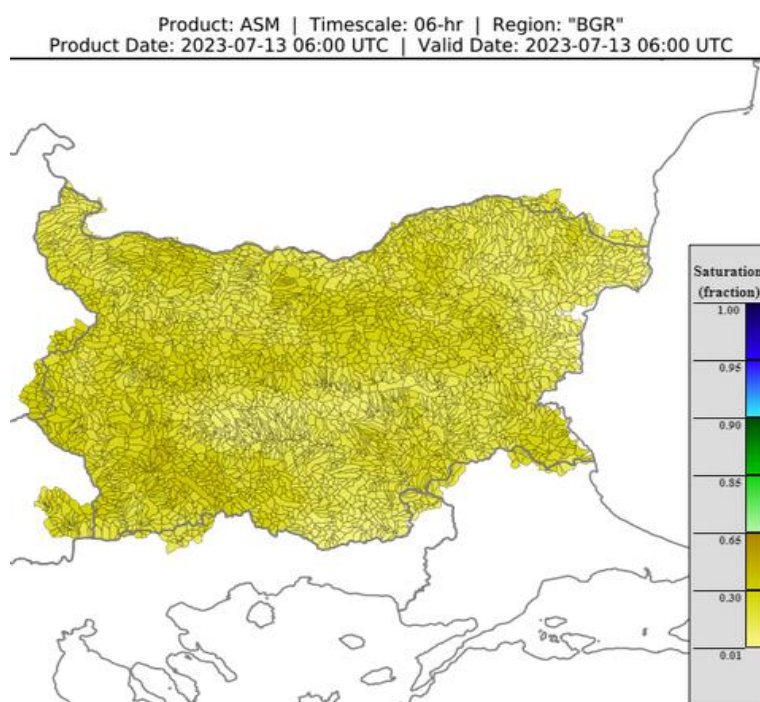 Product: ASM | Timescale: 06-hr | Region: "BGR"
Product Date: 2023-07-13 06:00 UTC | Valid Date: 2023-07-13 06:00 UTC
Saturation
(fraction)
1.00
0.95
0.90
0.85
0.65
0.30
0.01